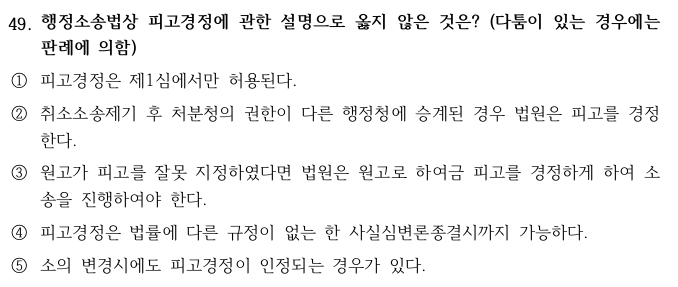 49. 행정소송법상 피고경정에 관한 설명으로 옳지 않은 것은? (다툼이 있는 경우에는
판례에 의함)
① 피고경정은 제1심에서만 허용된다.
② 취소소송제기 후 처분청의 권한이 다른 행정청에 승계된 경우 법원은 피고를 경정
한다.
③ 원고가 피고를 잘못 지정하였다면 법원은 원고로 하여금 피고를 경정하게 하여 소
송을 진행하여야 한다.
④ 피고경정은 법률에 다른 규정이 없는 한 사실심변론종결시까지 가능하다.
⑤ 소의 변경시에도 피고경정이 인정되는 경우가 있다.